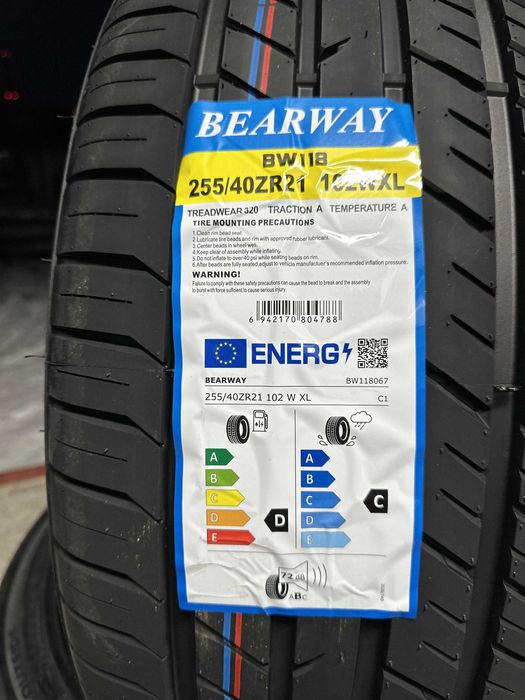 BEARWAY
BW118
255/40ZR21 102WXL
TREADWEAR 320 TRACTION A TEMPERATURE A
TIRE MOUNTING PRECAUTIONS
1.Clean rim bead seat.
2.Lubricate tire beads and rim with approved rubber lubricant.
3.Center beads in wheel well.
4.Keep clear of assembly while inflating.
5.Do not inflate to over 40 psi while seating beads on rim.
6.After beads are fully seated,adjust to vehicle manufactuer's recommended inflation pressure.
WARNING!
Failure to comply with these safety precautions can cause the bead to break and the assembly
to burst with force sufficient to cause serious injury.
6 942170 804788
ENERG
BEARWAY BW118067
255/40ZR21 102 W XL C1
A A
B B
C C C
D D D
E E
72 dB
ABC